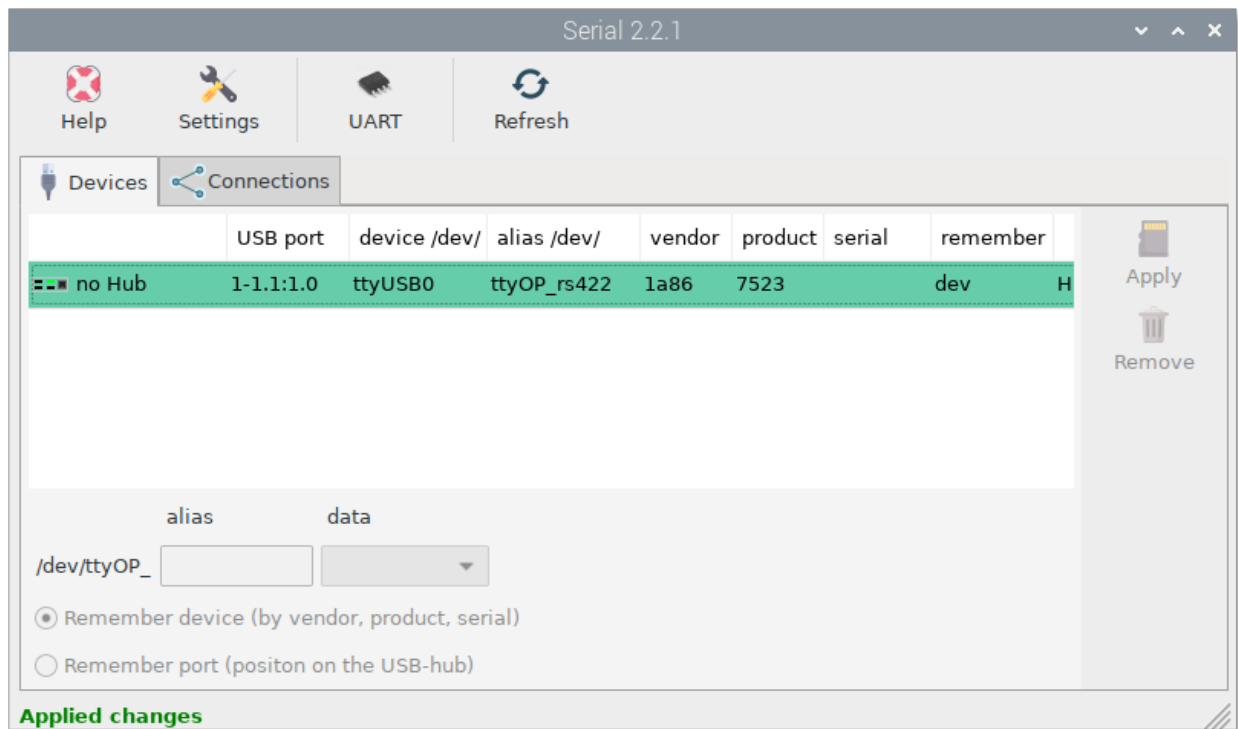 Serial 2.2.1
Help Settings UART Refresh
Devices Connections
USB port device /dev/ alias /dev/ vendor product serial remember
no Hub 1-1.1:1.0 ttyUSB0 ttyOP_rs422 1a86 7523 dev H
Apply
Remove
alias data
/dev/ttyOP_
Remember device (by vendor, product, serial)
Remember port (positon on the USB-hub)
Applied changes